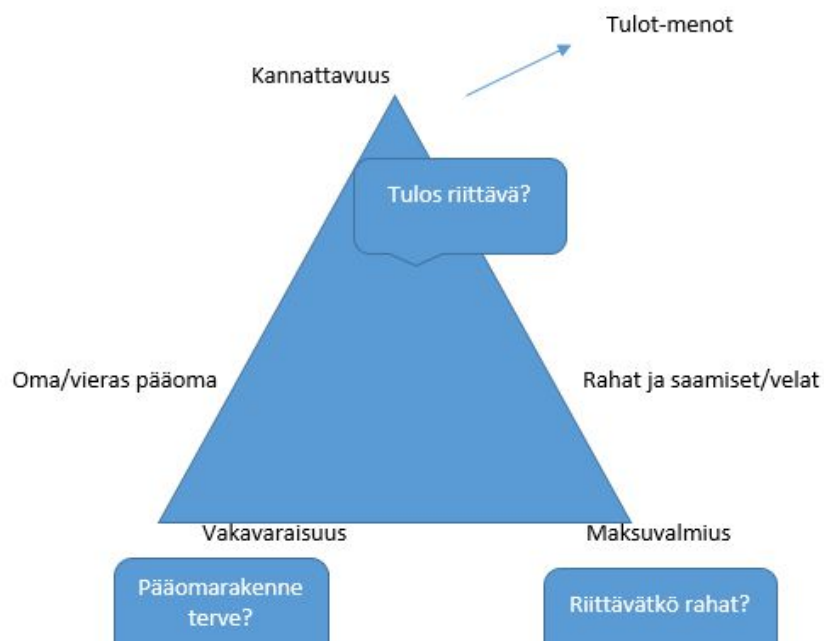 Tulot-menot
Kannattavuus
Tulos riittävä?
Oma/vieras pääoma
Rahat ja saamiset/velat
Vakavaraisuus
Maksuvalmius
Pääomarakenne
terve?
Riittävätkö rahat?